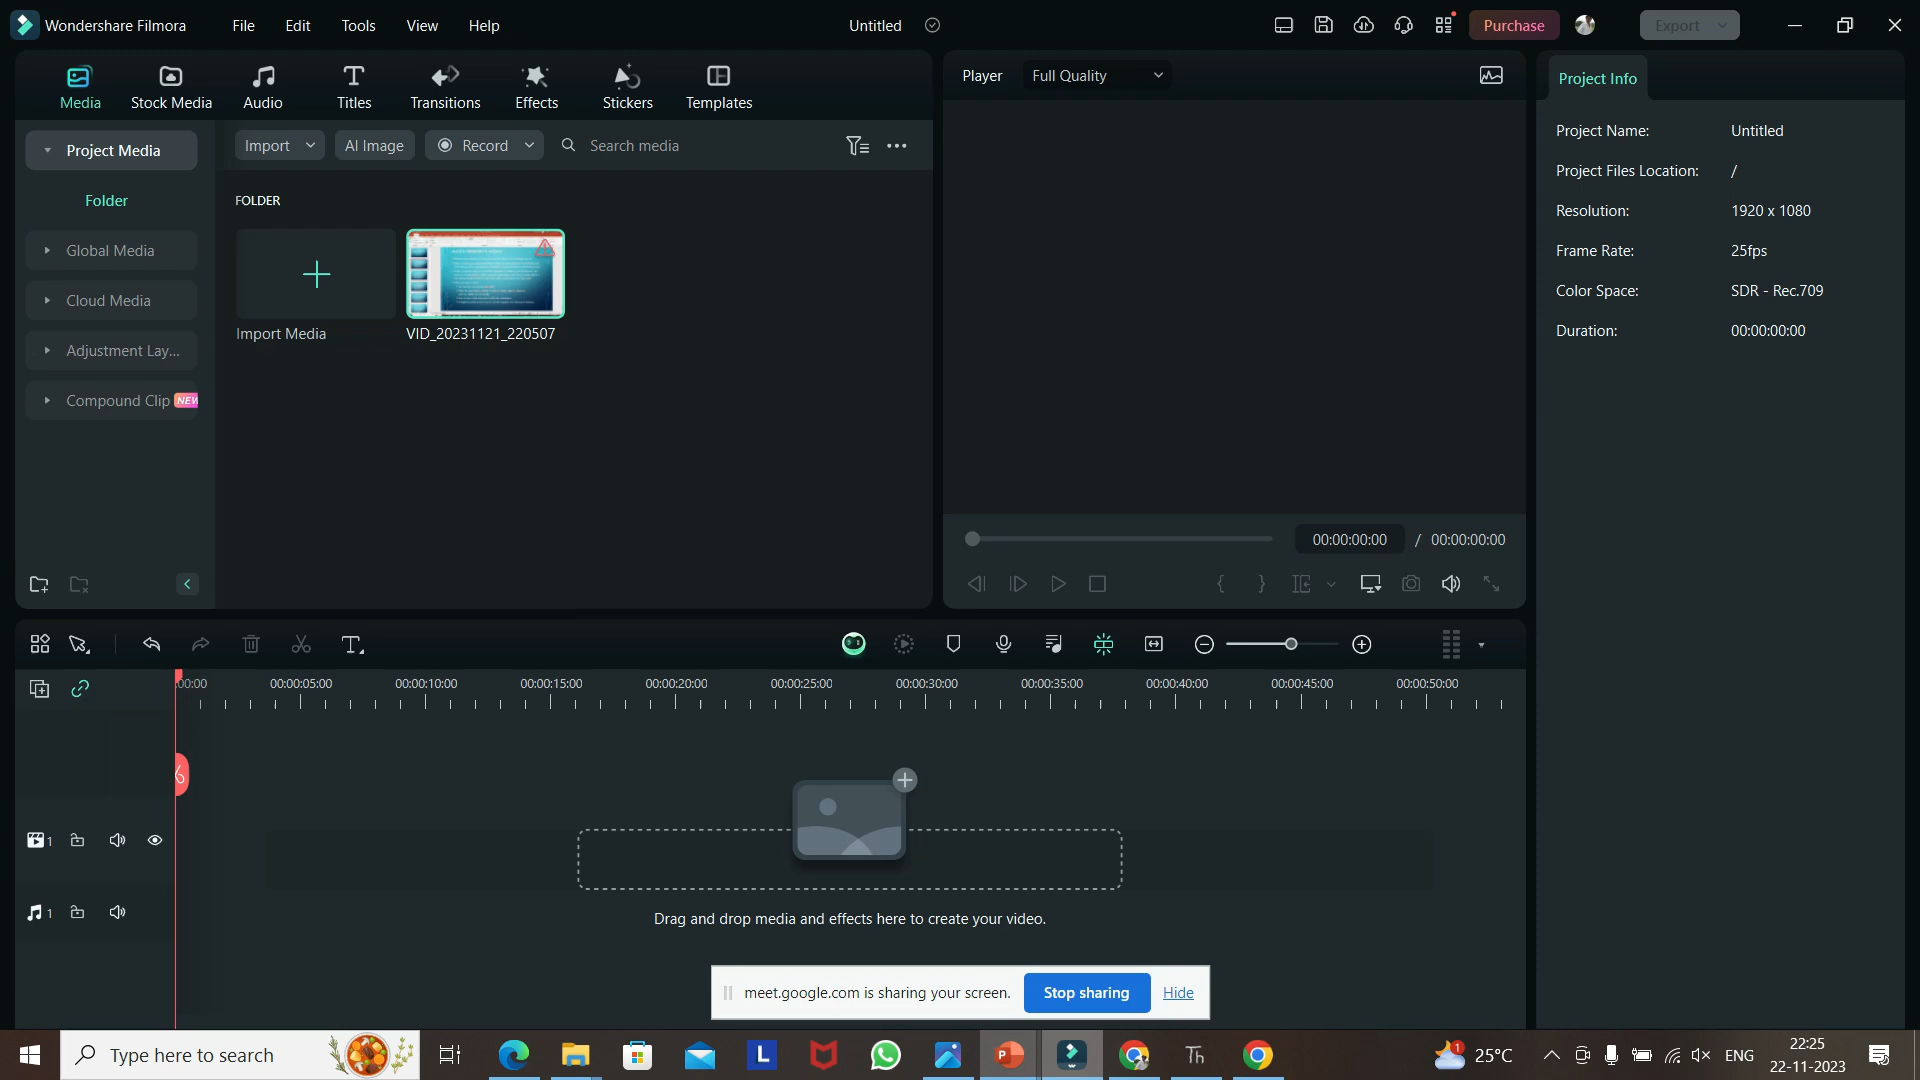 Wondershare Filmora
File
Edit
Tools
View
Help
Untitled
Purchase
Export
Media
Stock Media
Audio
Titles
Transitions
Effects
Stickers
Templates
Player
Full Quality
Project Info
Project Media
Folder
Global Media
Cloud Media
Adjustment Lay...
Compound Clip NEW
Import
AI Image
Record
Search media
FOLDER
Import Media
VID_20231121_220507
Project Name: Untitled
Project Files Location: /
Resolution: 1920 x 1080
Frame Rate: 25fps
Color Space: SDR - Rec.709
Duration: 00:00:00:00
00:00:00:00 / 00:00:00:00
:00:00 00:00:05:00 00:00:10:00 00:00:15:00 00:00:20:00 00:00:25:00 00:00:30:00 00:00:35:00 00:00:40:00 00:00:45:00 00:00:50:00
1
1
Drag and drop media and effects here to create your video.
meet.google.com is sharing your screen.
Stop sharing
Hide
Type here to search
L
Th
1
25°C
ENG
22:25
22-11-2023